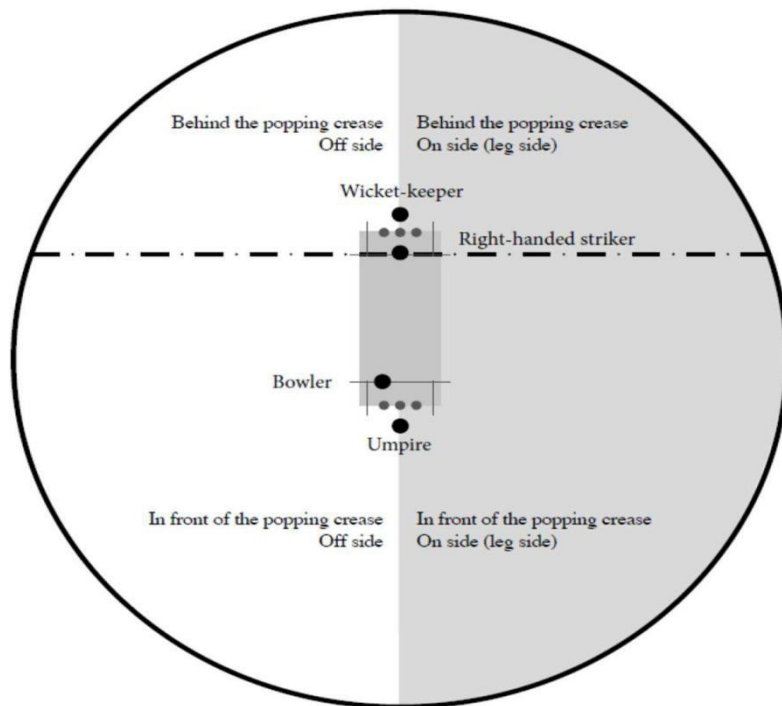 Behind the popping crease
Off side
Behind the popping crease
On side (leg side)
Wicket-keeper
Right-handed striker
Bowler
Umpire
In front of the popping crease
Off side
In front of the popping crease
On side (leg side)